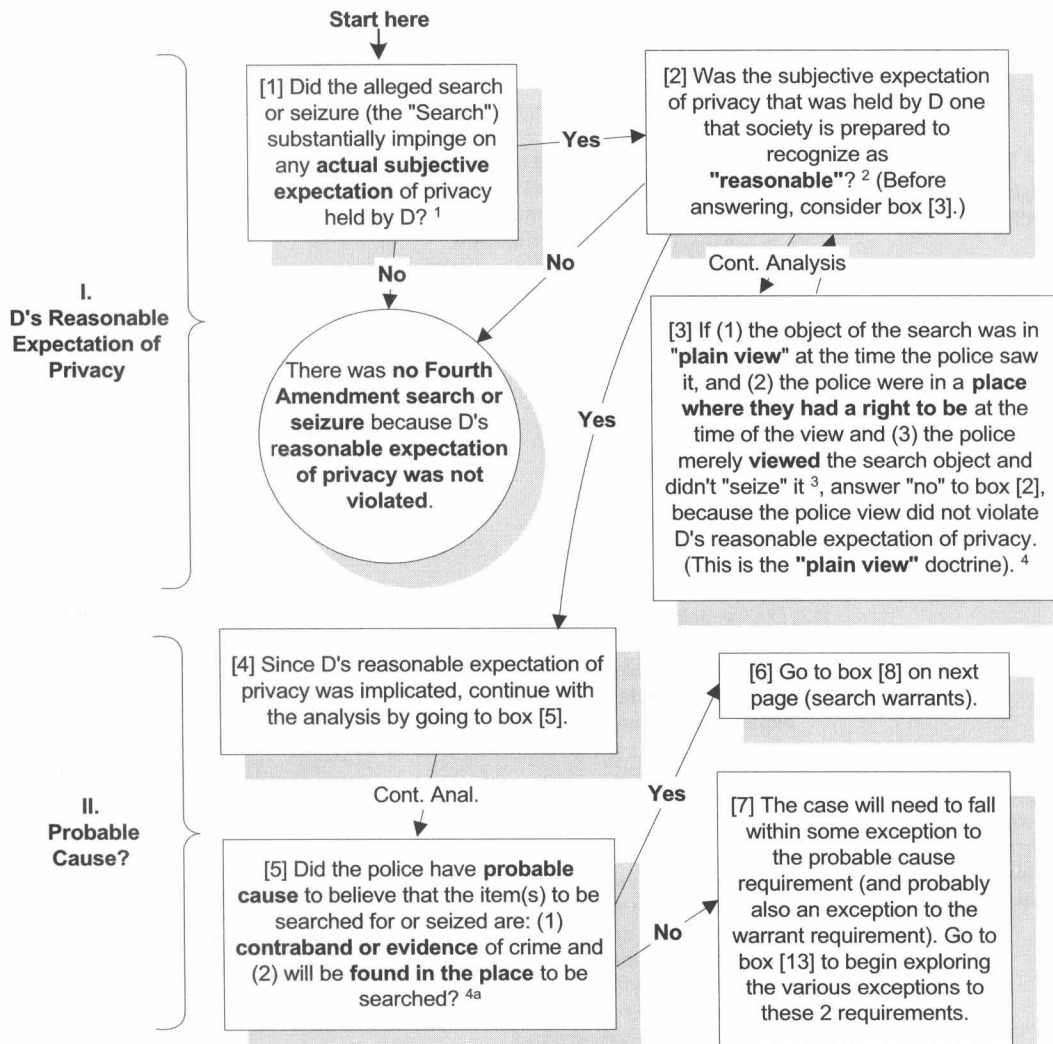 Start here
I.
D's Reasonable
Expectation of
Privacy
[1] Did the alleged search
or seizure (the "Search")
substantially impinge on
any actual subjective
expectation of privacy
held by D? 1
Yes
[2] Was the subjective expectation
of privacy that was held by D one
that society is prepared to
recognize as
"reasonable"? 2 (Before
answering, consider box [3].)
No
No
Cont. Analysis
There was no Fourth
Amendment search or
seizure because D's
reasonable expectation
of privacy was not
violated.
Yes
[3] If (1) the object of the search was in
"plain view" at the time the police saw
it, and (2) the police were in a place
where they had a right to be at the
time of the view and (3) the police
merely viewed the search object and
didn't "seize" it 3, answer "no" to box [2],
because the police view did not violate
D's reasonable expectation of privacy.
(This is the "plain view" doctrine). 4
II.
Probable
Cause?
[4] Since D's reasonable expectation of
privacy was implicated, continue with
the analysis by going to box [5].
Cont. Anal.
[5] Did the police have probable
cause to believe that the item(s) to be
searched for or seized are: (1)
contraband or evidence of crime and
(2) will be found in the place to be
searched? 4a
Yes
[6] Go to box [8] on next
page (search warrants).
No
[7] The case will need to fall
within some exception to
the probable cause
requirement (and probably
also an exception to the
warrant requirement). Go to
box [13] to begin exploring
the various exceptions to
these 2 requirements.